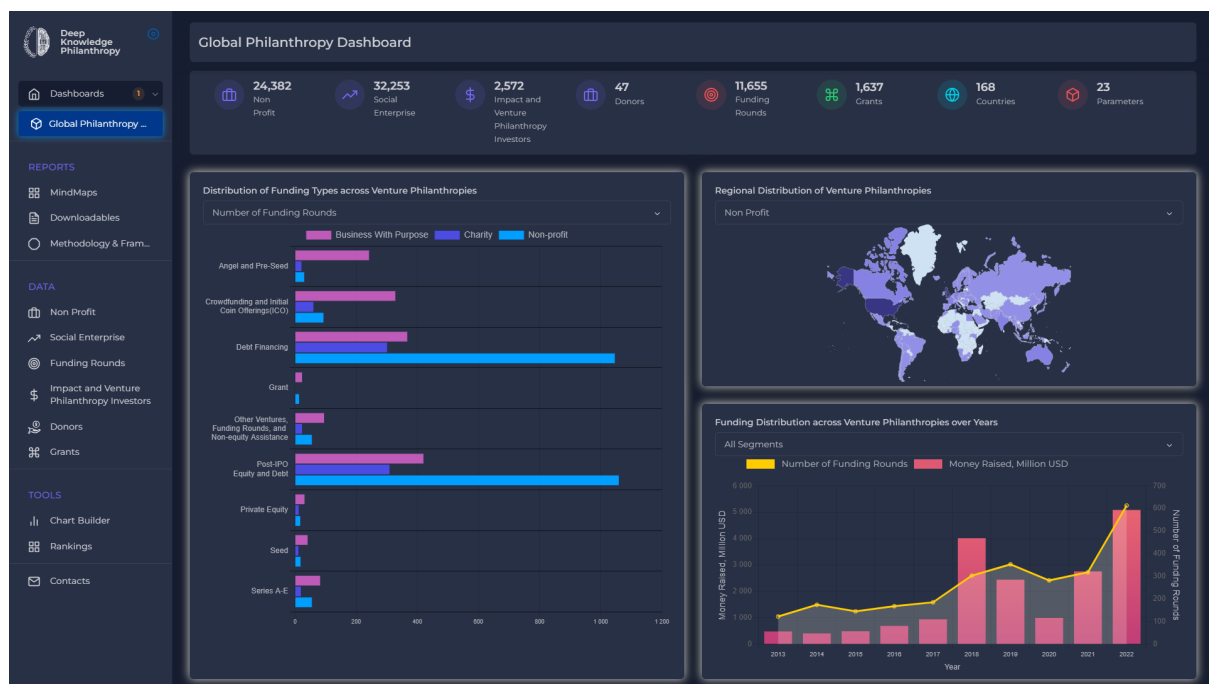 Deep
Knowledge
Philanthropy
Dashboards 1
Global Philanthropy ...
REPORTS
MindMaps
Downloadables
Methodology & Fram...
DATA
Non Profit
Social Enterprise
Funding Rounds
Impact and Venture
Philanthropy Investors
Donors
Grants
TOOLS
Chart Builder
Rankings
Contacts
Global Philanthropy Dashboard
24,382
Non
Profit
32,253
Social
Enterprise
2,572
Impact and
Venture
Philanthropy
Investors
47
Donors
11,655
Funding
Rounds
1,637
Grants
168
Countries
23
Parameters
Distribution of Funding Types across Venture Philanthropies
Number of Funding Rounds
Business With Purpose Charity Non-profit
Angel and Pre-Seed
Crowdfunding and Initial
Coin Offerings(ICO)
Debt Financing
Grant
Other Ventures,
Funding Rounds, and
Non-equity Assistance
Post-IPO
Equity and Debt
Private Equity
Seed
Series A-E
0 200 400 600 800 1 000 1 200
Regional Distribution of Venture Philanthropies
Non Profit
Funding Distribution across Venture Philanthropies over Years
All Segments
Number of Funding Rounds Money Raised, Million USD
Money Raised, Million USD
6 000
5 000
4 000
3 000
2 000
1 000
0
700
600
500
400
300
200
100
0
Number of Funding Rounds
2013 2014 2015 2016 2017 2018 2019 2020 2021 2022
Year